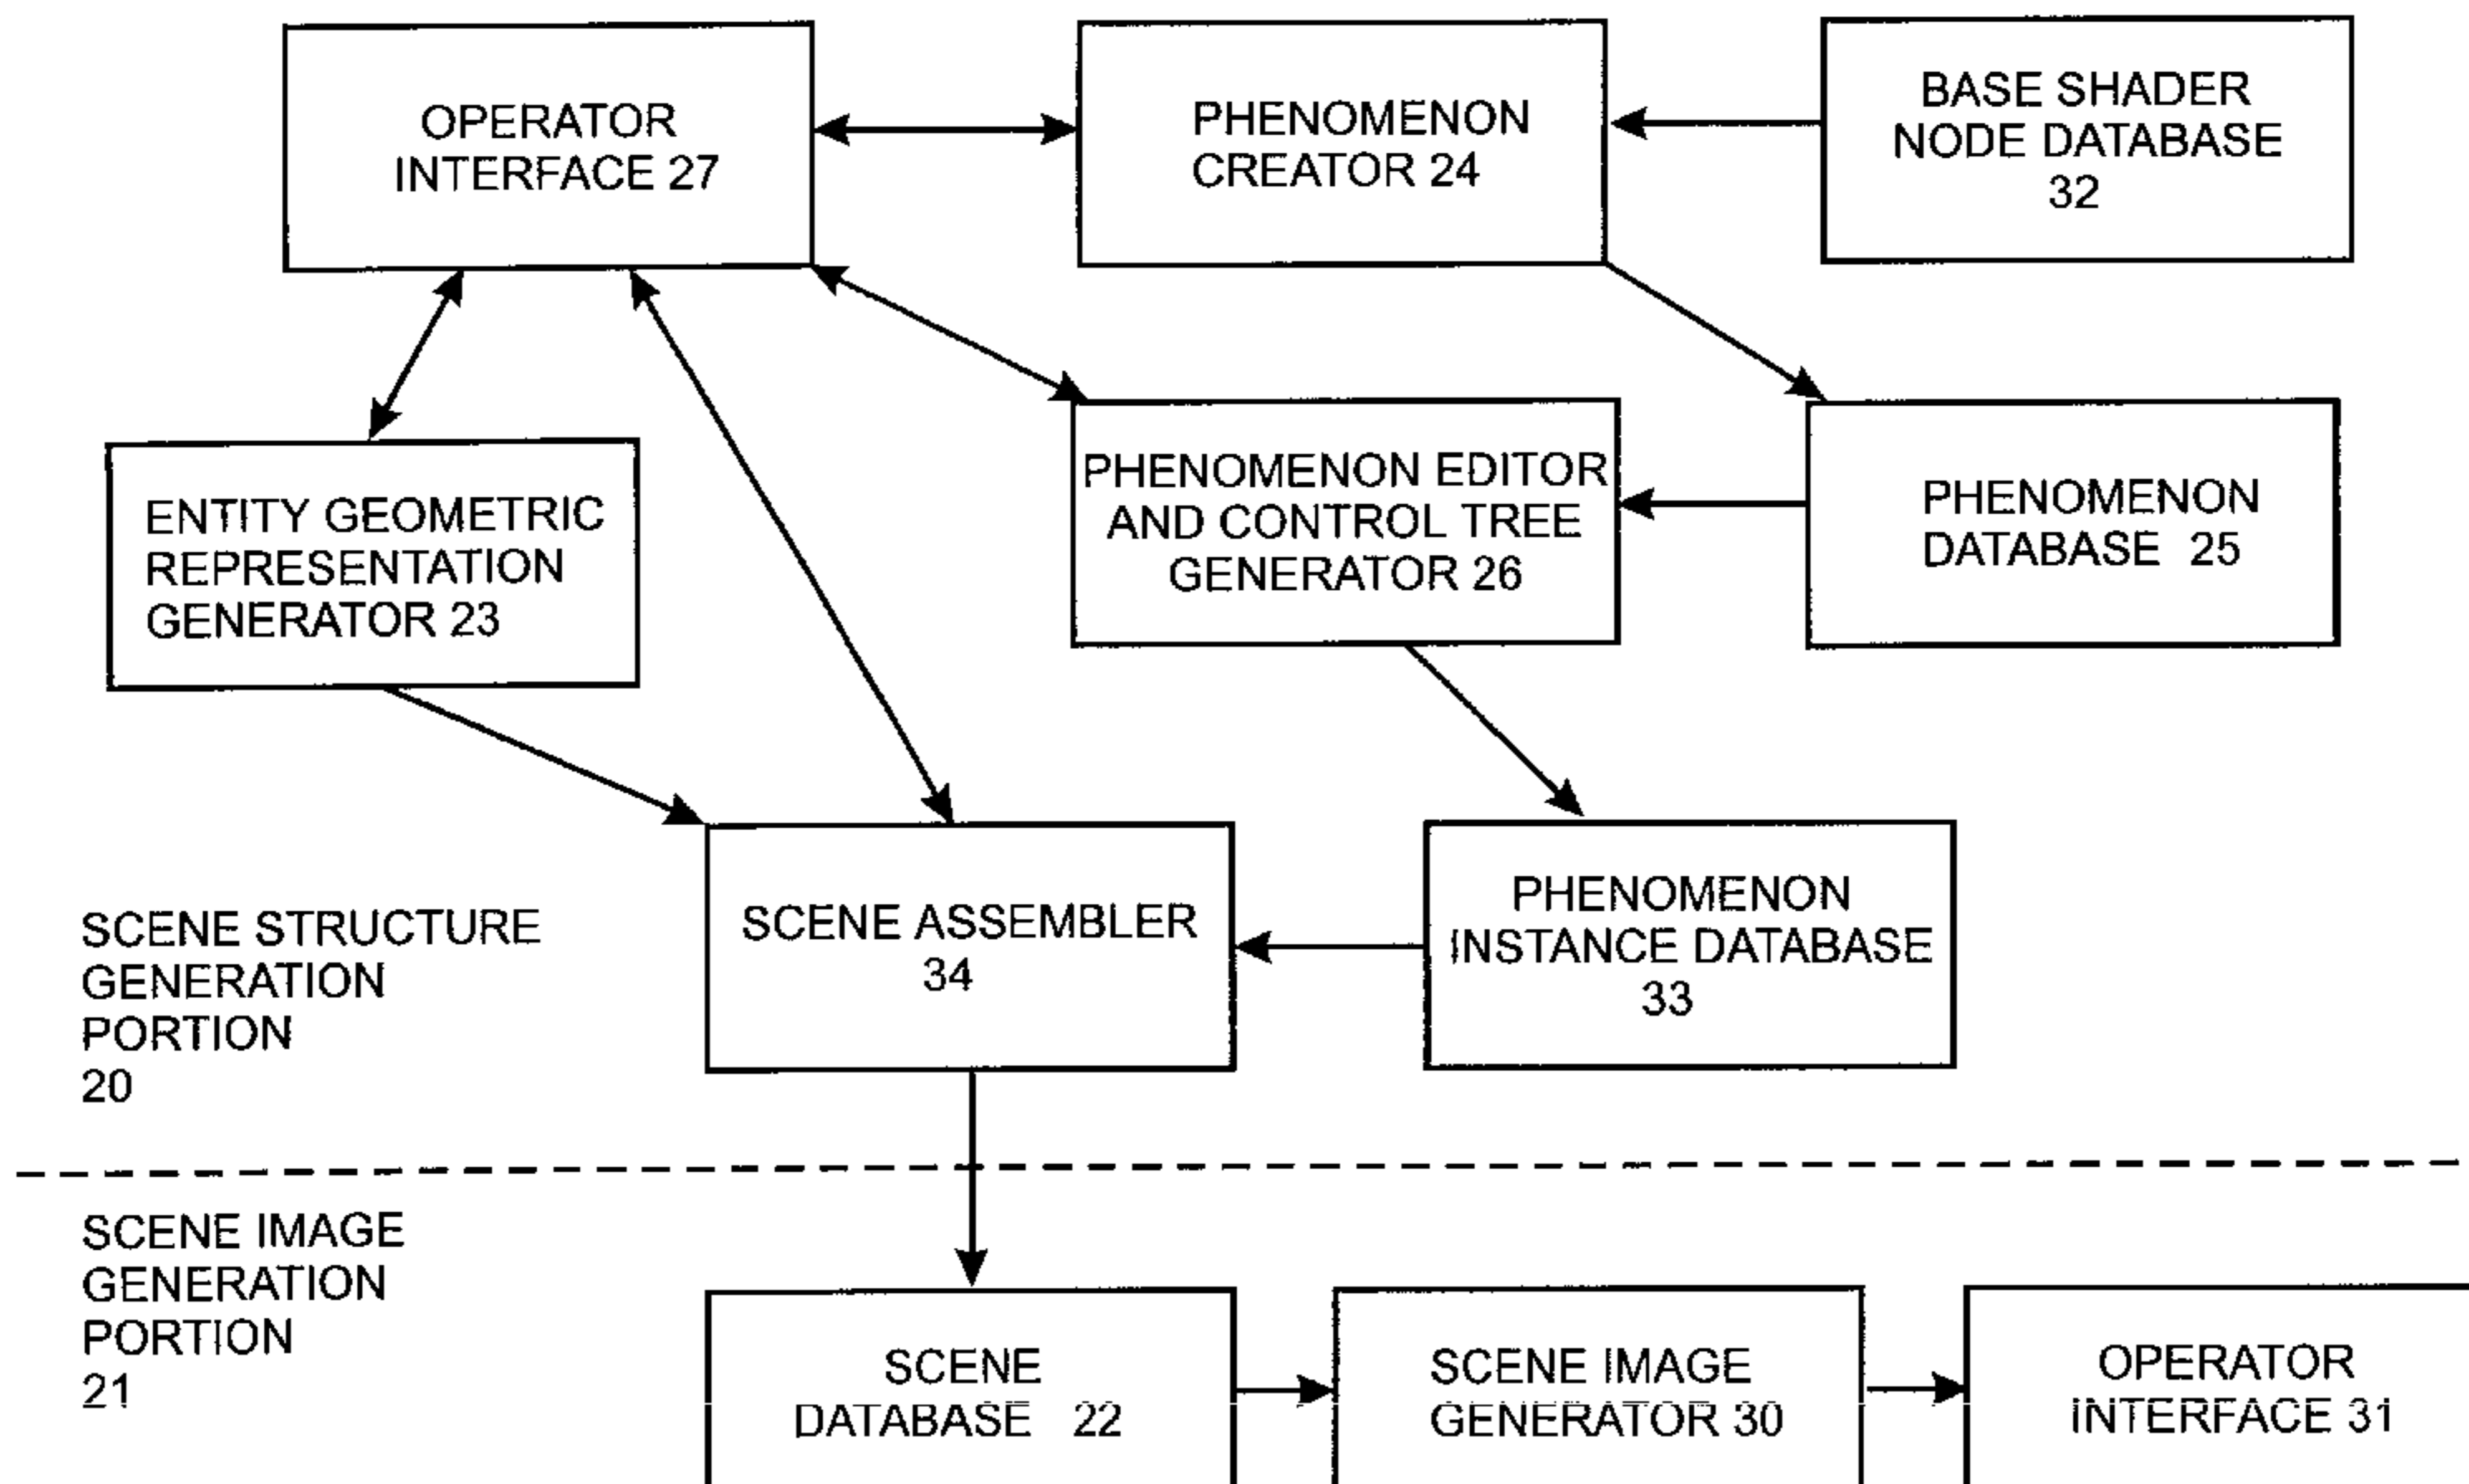 OPERATOR
INTERFACE 27
PHENOMENON
CREATOR 24
BASE SHADER
NODE DATABASE
32
ENTITY GEOMETRIC
REPRESENTATION
GENERATOR 23
PHENOMENON EDITOR
AND CONTROL TREE
GENERATOR 26
PHENOMENON
DATABASE 25
SCENE STRUCTURE
GENERATION
PORTION
20
SCENE ASSEMBLER
34
PHENOMENON
INSTANCE DATABASE
33
SCENE IMAGE
GENERATION
PORTION
21
SCENE
DATABASE 22
SCENE IMAGE
GENERATOR 30
OPERATOR
INTERFACE 31